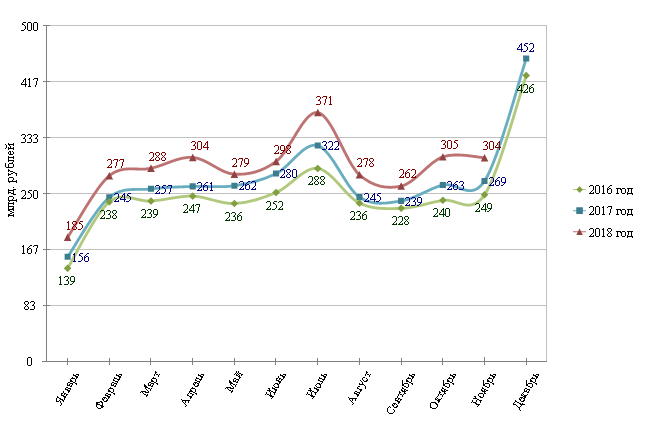 500
417
333
250
167
83
0
млрд. рублей
452
426
371
322
288
304
261
247
305
263
240
304
269
249
298
280
252
288
257
239
277
245
238
279
262
236
278
245
236
262
239
228
185
156
139
2016 год
2017 год
2018 год
Январь
Февраль
Март
Апрель
Май
Июнь
Июль
Август
Сентябрь
Октябрь
Ноябрь
Декабрь